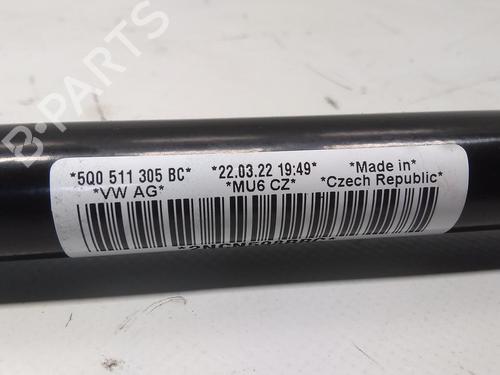 B-PARTS
*5Q0 511 305 BC* *22.03.22 19:49* *Made in*
*VW AG* *MU6 CZ* *Czech Republic*